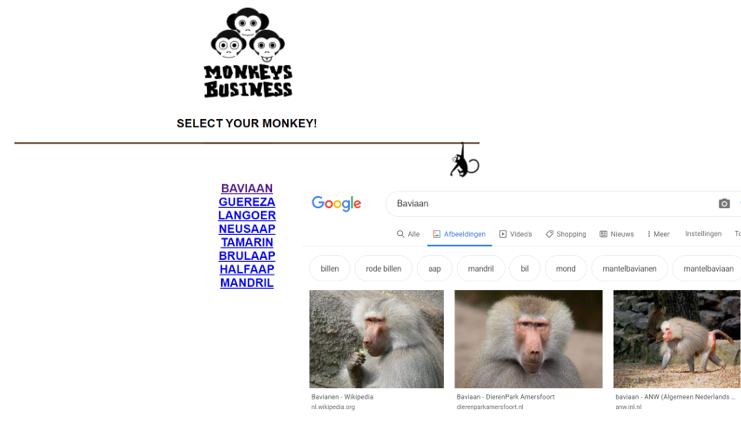 MONKEYS
BUSINESS
SELECT YOUR MONKEY!
BAVIAAN
GUEREZA
LANGOER
NEUSAAP
TAMARIN
BRULAAP
HALFAAP
MANDRIL
Google
Baviaan
Alle Afbeeldingen Video's Shopping Nieuws Meer Instellingen
billen rode billen aap mandril bil mond mantelbavianen mantelbaviaan
Bavianen - Wikipedia
nl.wikipedia.org
Baviaan - DierenPark Amersfoort
dierenparkamersfoort.nl
baviaan - ANW (Algemeen Nederlands ...
anw.inl.nl